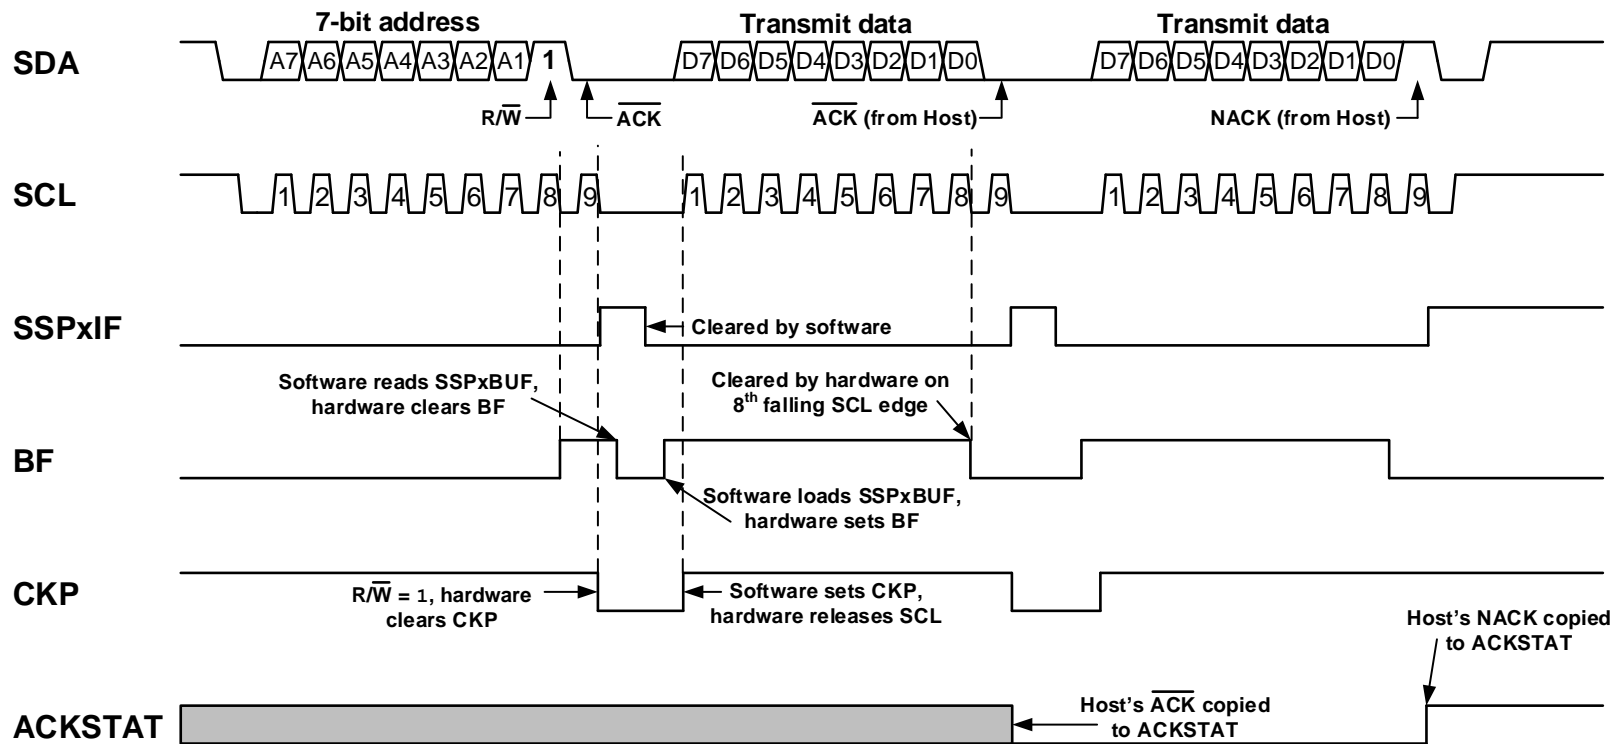 7-bit address
Transmit data
Transmit data
SDA
A7 A6 A5 A4 A3 A2 A1 1
D7 D6 D5 D4 D3 D2 D1 D0
D7 D6 D5 D4 D3 D2 D1 D0
R/W̅
A̅C̅K̅
A̅C̅K̅ (from Host)
NACK (from Host)
SCL
1 2 3 4 5 6 7 8 9
1 2 3 4 5 6 7 8 9
1 2 3 4 5 6 7 8 9
SSPxIF
Cleared by software
Software reads SSPxBUF,
hardware clears BF
Cleared by hardware on
8th falling SCL edge
BF
Software loads SSPxBUF,
hardware sets BF
CKP
R/W̅ = 1, hardware
clears CKP
Software sets CKP,
hardware releases SCL
Host's NACK copied
to ACKSTAT
ACKSTAT
Host's A̅C̅K̅ copied
to ACKSTAT